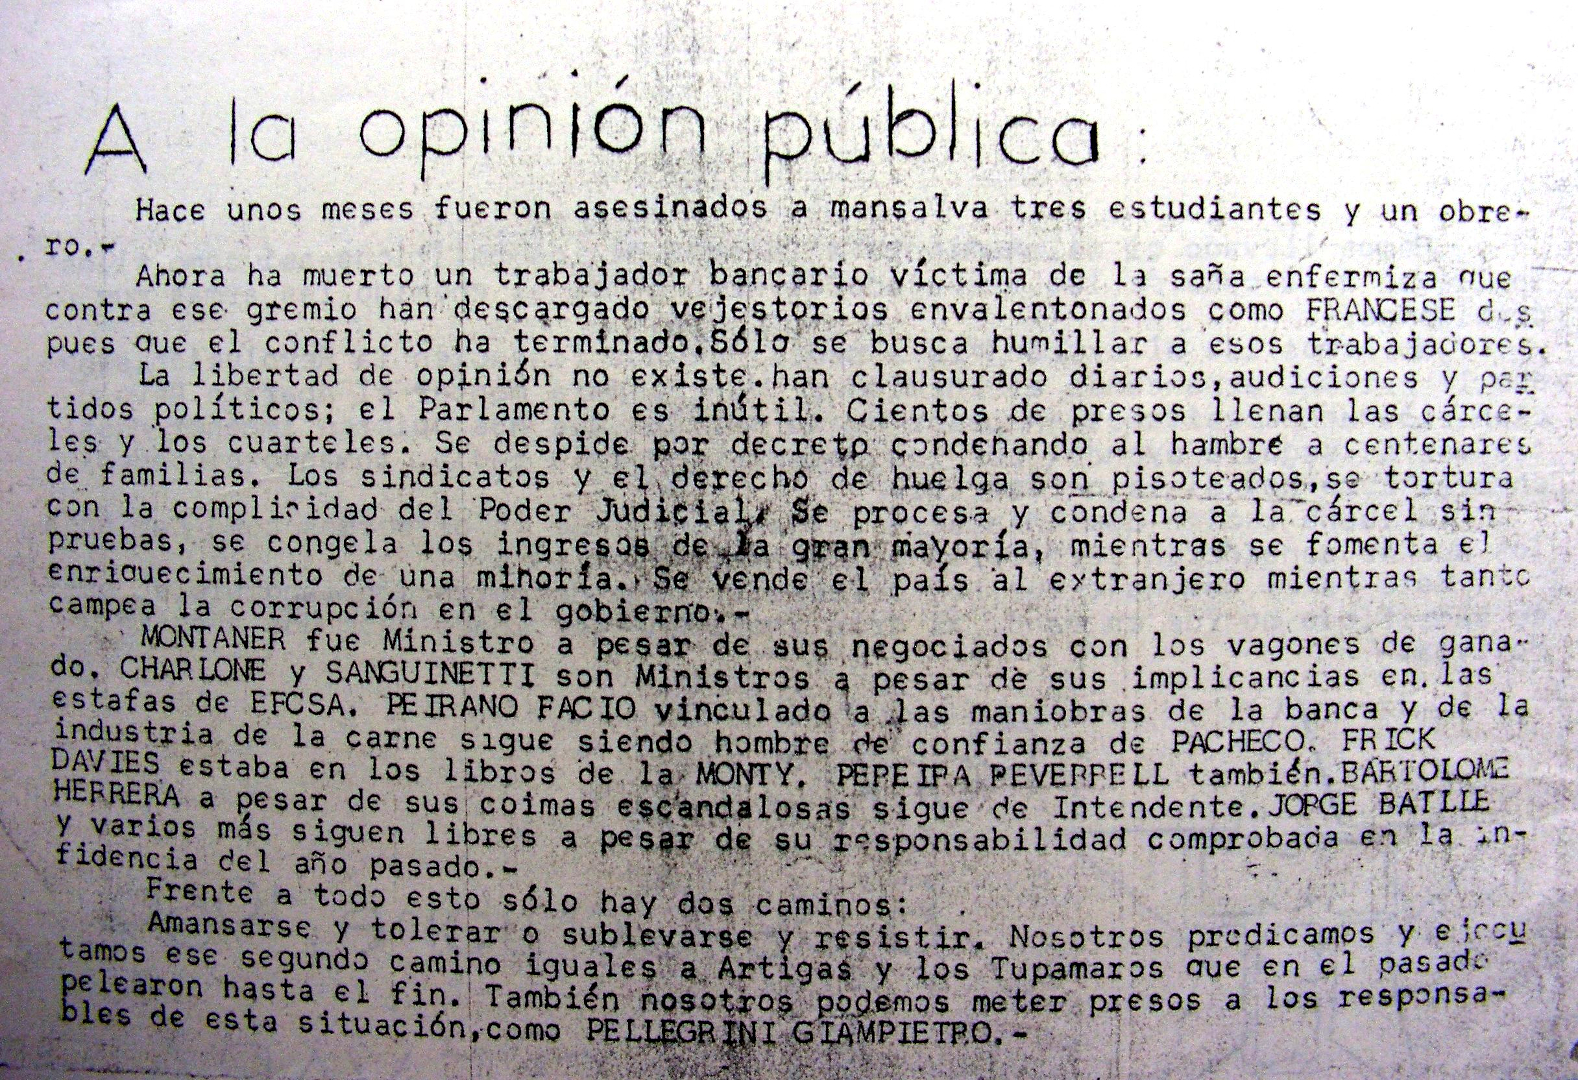 A la opinión pública:
Hace unos meses fueron asesinados a mansalva tres estudiantes y un obre-
ro.-
Ahora ha muerto un trabajador bancario víctima de la saña enfermiza que
contra ese gremio han descargado vejestorios envalentonados como FRANCESE des
pues que el conflicto ha terminado.Sólo se busca humillar a esos trabajadores.
La libertad de opinión no existe.han clausurado diarios,audiciones y par
tidos políticos; el Parlamento es inútil. Cientos de presos llenan las cárce-
les y los cuarteles. Se despide por decreto condenando al hambre a centenares
de familias. Los sindicatos y el derecho de huelga son pisoteados,se tortura
con la complicidad del Poder Judicial. Se procesa y condena a la cárcel sin
pruebas, se congela los ingresos de la gran mayoría, mientras se fomenta el
enriquecimiento de una minoría. Se vende el país al extranjero mientras tanto
campea la corrupción en el gobierno.-
MONTANER fue Ministro a pesar de sus negociados con los vagones de gana-
do. CHARLONE y SANGUINETTI son Ministros a pesar de sus implicancias en las
estafas de EFCSA. PEIRANO FACIO vinculado a las maniobras de la banca y de la
industria de la carne sigue siendo hombre de confianza de PACHECO. FRICK
DAVIES estaba en los libros de la MONTY. PEREIRA REVERRELL también.BARTOLOME
HERRERA a pesar de sus coimas escandalosas sigue de Intendente.JORGE BATLLE
y varios más siguen libres a pesar de su responsabilidad comprobada en la in-
fidencia del año pasado.-
Frente a todo esto sólo hay dos caminos:
Amansarse y tolerar o sublevarse y resistir. Nosotros predicamos y ejecu
tamos ese segundo camino iguales a Artigas y los Tupamaros que en el pasado
pelearon hasta el fin. También nosotros podemos meter presos a los responsa-
bles de esta situación,como PELLEGRINI GIAMPIETRO.-